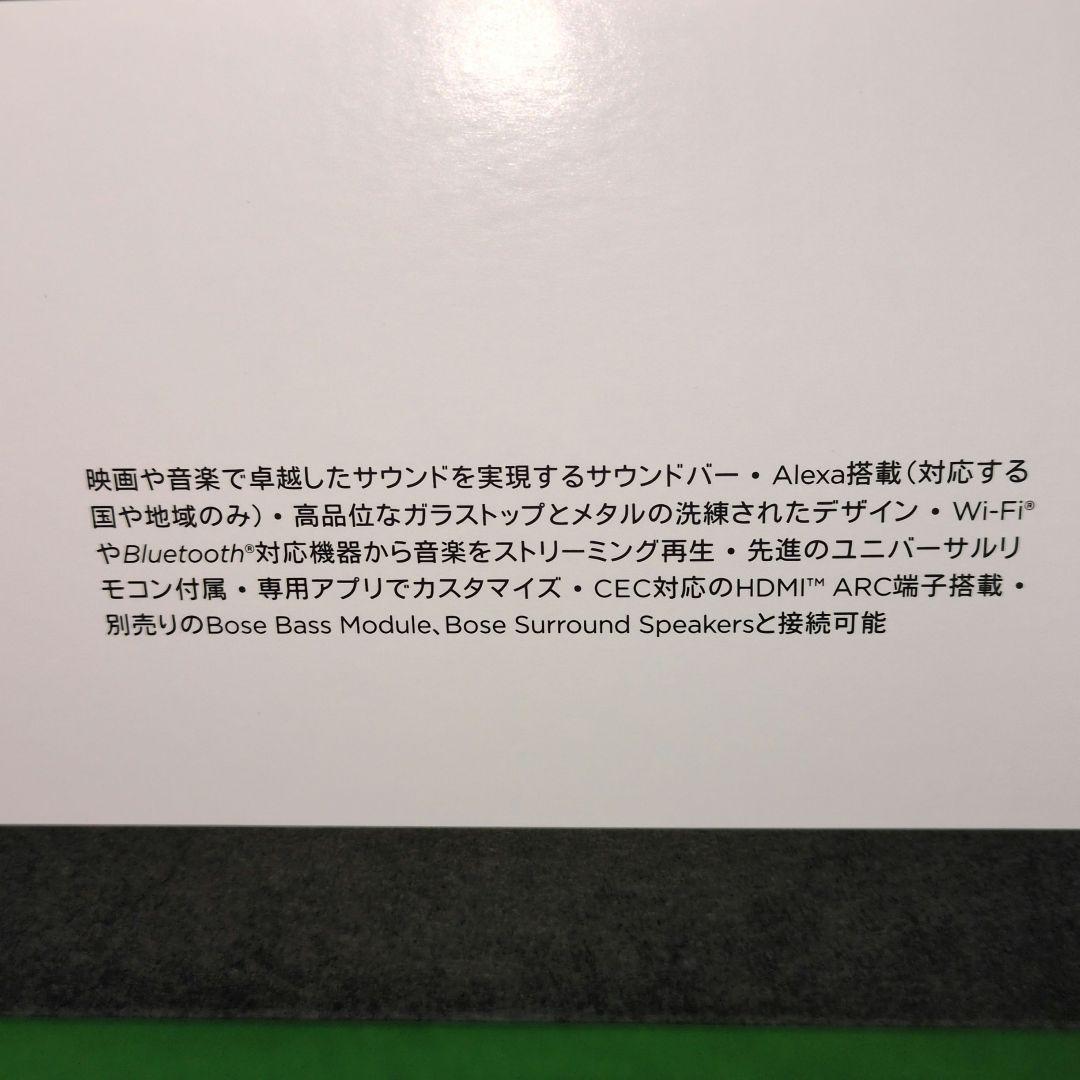 映画や音楽で卓越したサウンドを実現するサウンドバー・Alexa搭載（対応する
国や地域のみ）・高品位なガラストップとメタルの洗練されたデザイン・Wi-Fi®
やBluetooth®対応機器から音楽をストリーミング再生・先進のユニバーサルリ
モコン付属・専用アプリでカスタマイズ・CEC対応のHDMI™ ARC端子搭載・
別売りのBose Bass Module、Bose Surround Speakersと接続可能